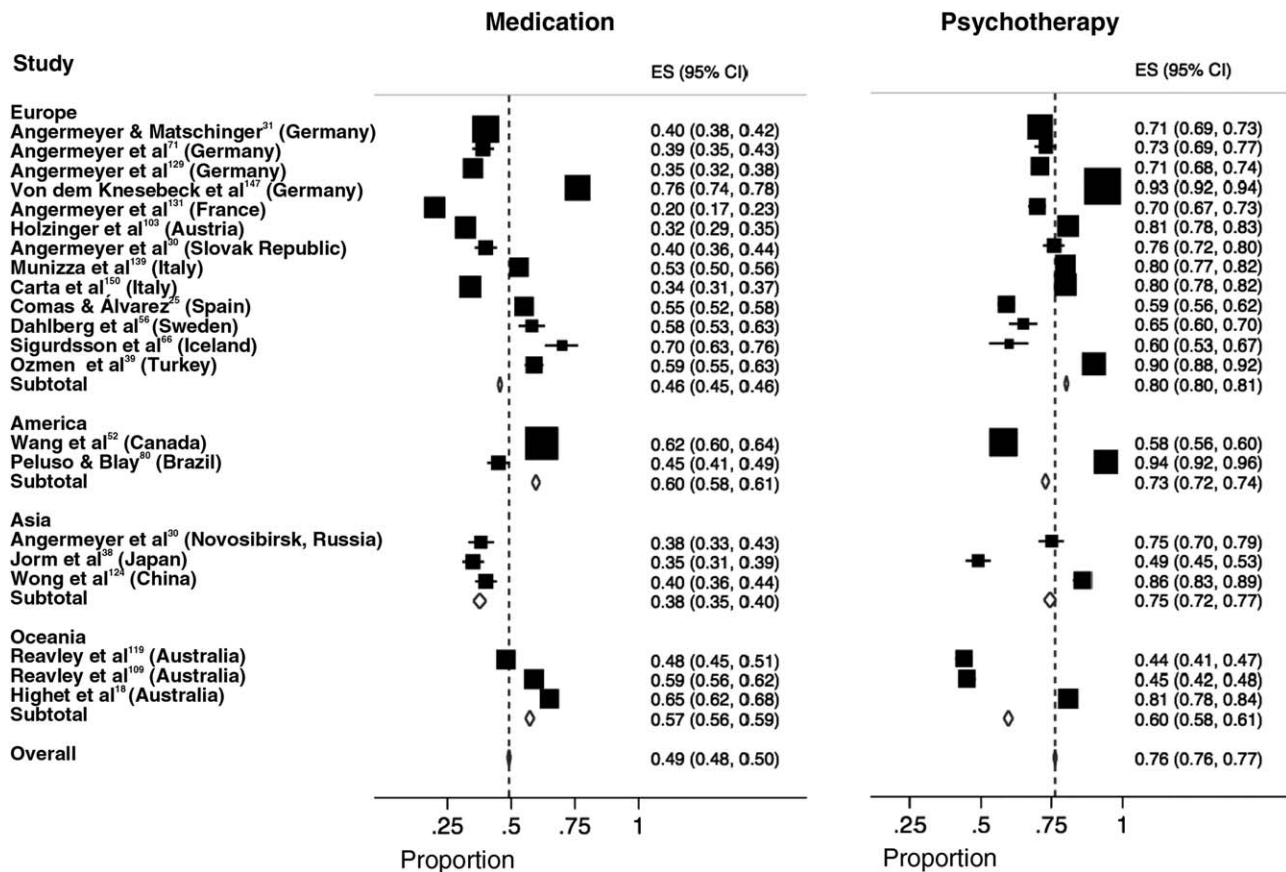 Medication Psychotherapy
Study ES (95% CI) ES (95% CI)
Europe
Angermeyer & Matschinger31 (Germany) 0.40 (0.38, 0.42) 0.71 (0.69, 0.73)
Angermeyer et al71 (Germany) 0.39 (0.35, 0.43) 0.73 (0.69, 0.77)
Angermeyer et al129 (Germany) 0.35 (0.32, 0.38) 0.71 (0.68, 0.74)
Von dem Knesebeck et al147 (Germany) 0.76 (0.74, 0.78) 0.93 (0.92, 0.94)
Angermeyer et al131 (France) 0.20 (0.17, 0.23) 0.70 (0.67, 0.73)
Holzinger et al103 (Austria) 0.32 (0.29, 0.35) 0.81 (0.78, 0.83)
Angermeyer et al30 (Slovak Republic) 0.40 (0.36, 0.44) 0.76 (0.72, 0.80)
Munizza et al139 (Italy) 0.53 (0.50, 0.56) 0.80 (0.77, 0.82)
Carta et al150 (Italy) 0.34 (0.31, 0.37) 0.80 (0.78, 0.82)
Comas & Álvarez25 (Spain) 0.55 (0.52, 0.58) 0.59 (0.56, 0.62)
Dahlberg et al56 (Sweden) 0.58 (0.53, 0.63) 0.65 (0.60, 0.70)
Sigurdsson et al66 (Iceland) 0.70 (0.63, 0.76) 0.60 (0.53, 0.67)
Ozmen et al39 (Turkey) 0.59 (0.55, 0.63) 0.90 (0.88, 0.92)
Subtotal 0.46 (0.45, 0.46) 0.80 (0.80, 0.81)
America
Wang et al52 (Canada) 0.62 (0.60, 0.64) 0.58 (0.56, 0.60)
Peluso & Blay80 (Brazil) 0.45 (0.41, 0.49) 0.94 (0.92, 0.96)
Subtotal 0.60 (0.58, 0.61) 0.73 (0.72, 0.74)
Asia
Angermeyer et al30 (Novosibirsk, Russia) 0.38 (0.33, 0.43) 0.75 (0.70, 0.79)
Jorm et al38 (Japan) 0.35 (0.31, 0.39) 0.49 (0.45, 0.53)
Wong et al124 (China) 0.40 (0.36, 0.44) 0.86 (0.83, 0.89)
Subtotal 0.38 (0.35, 0.40) 0.75 (0.72, 0.77)
Oceania
Reavley et al119 (Australia) 0.48 (0.45, 0.51) 0.44 (0.41, 0.47)
Reavley et al109 (Australia) 0.59 (0.56, 0.62) 0.45 (0.42, 0.48)
Highet et al18 (Australia) 0.65 (0.62, 0.68) 0.81 (0.78, 0.84)
Subtotal 0.57 (0.56, 0.59) 0.60 (0.58, 0.61)
Overall 0.49 (0.48, 0.50) 0.76 (0.76, 0.77)
.25 .5 .75 1 .25 .5 .75 1
Proportion Proportion